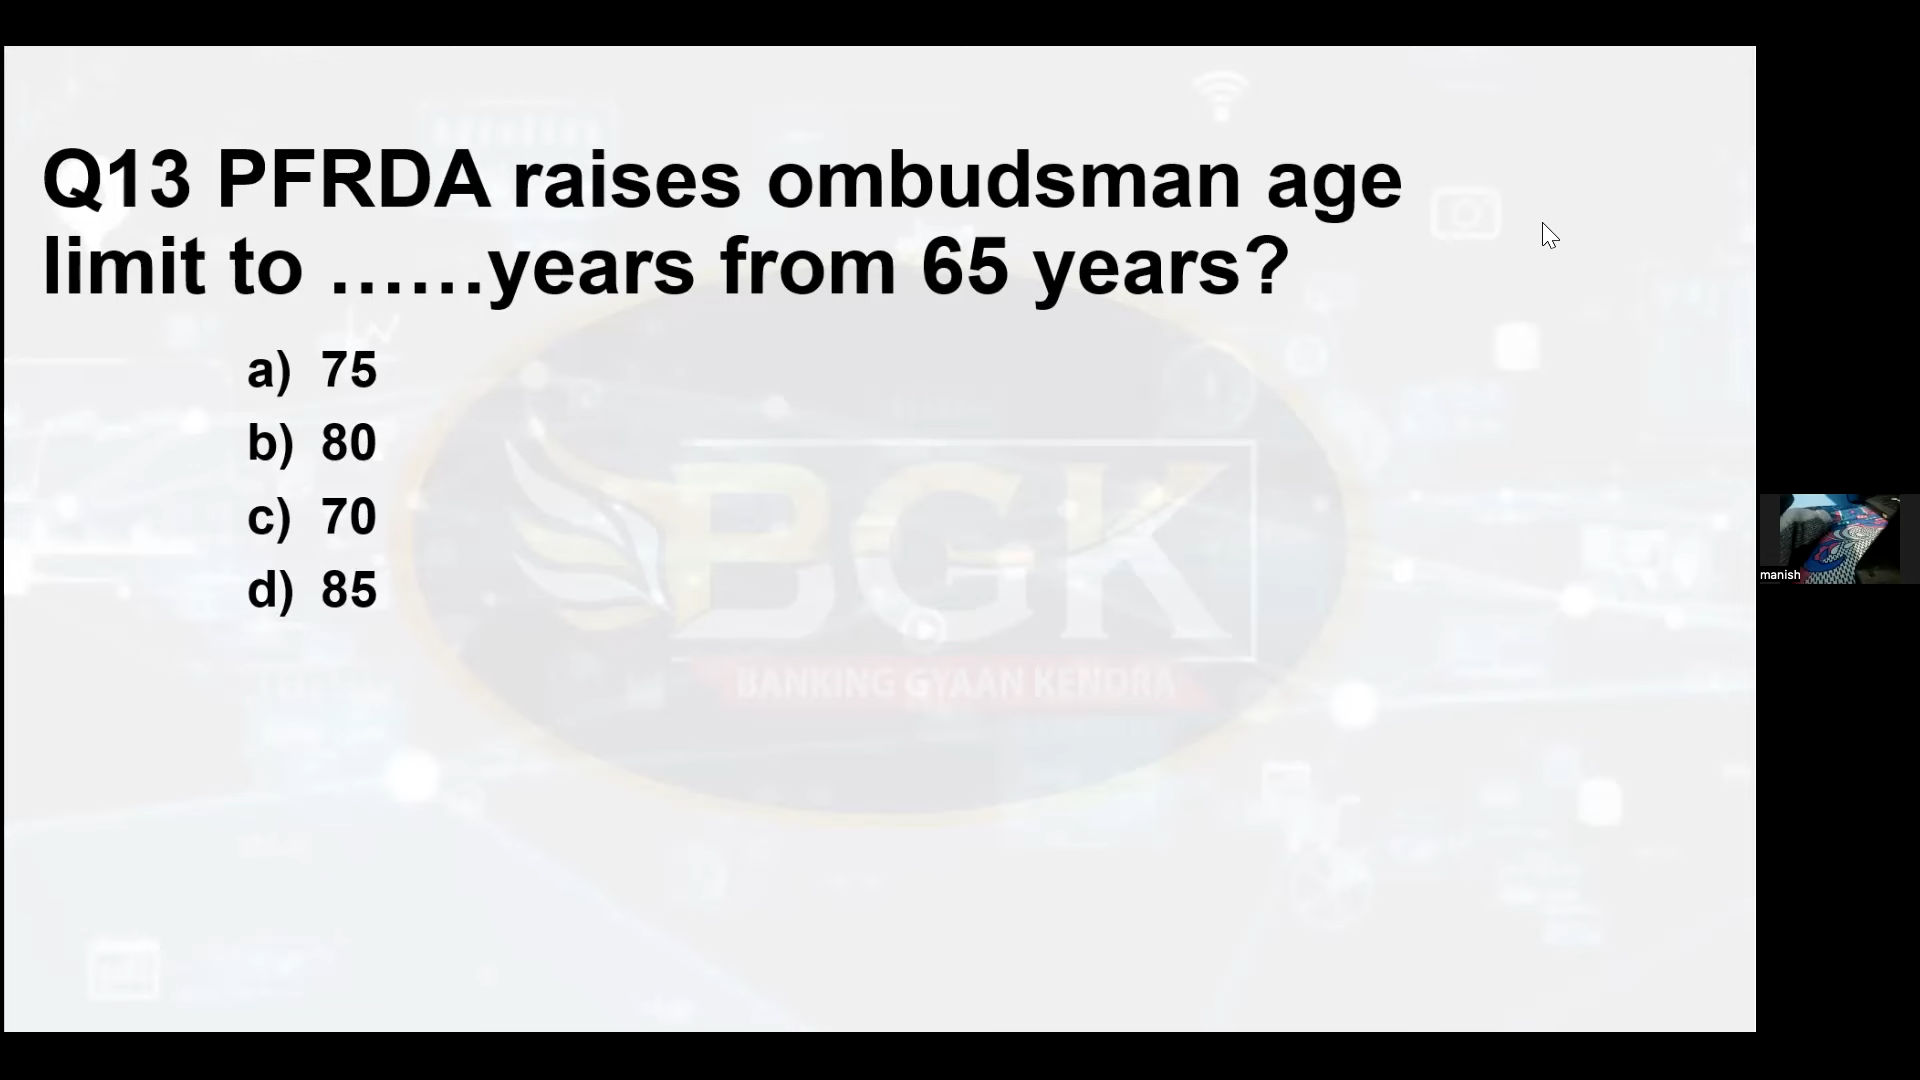 Q13 PFRDA raises ombudsman age
limit to ……years from 65 years?
a) 75
b) 80
c) 70
d) 85
BGK
BANKING GYAAN KENDRA
manish